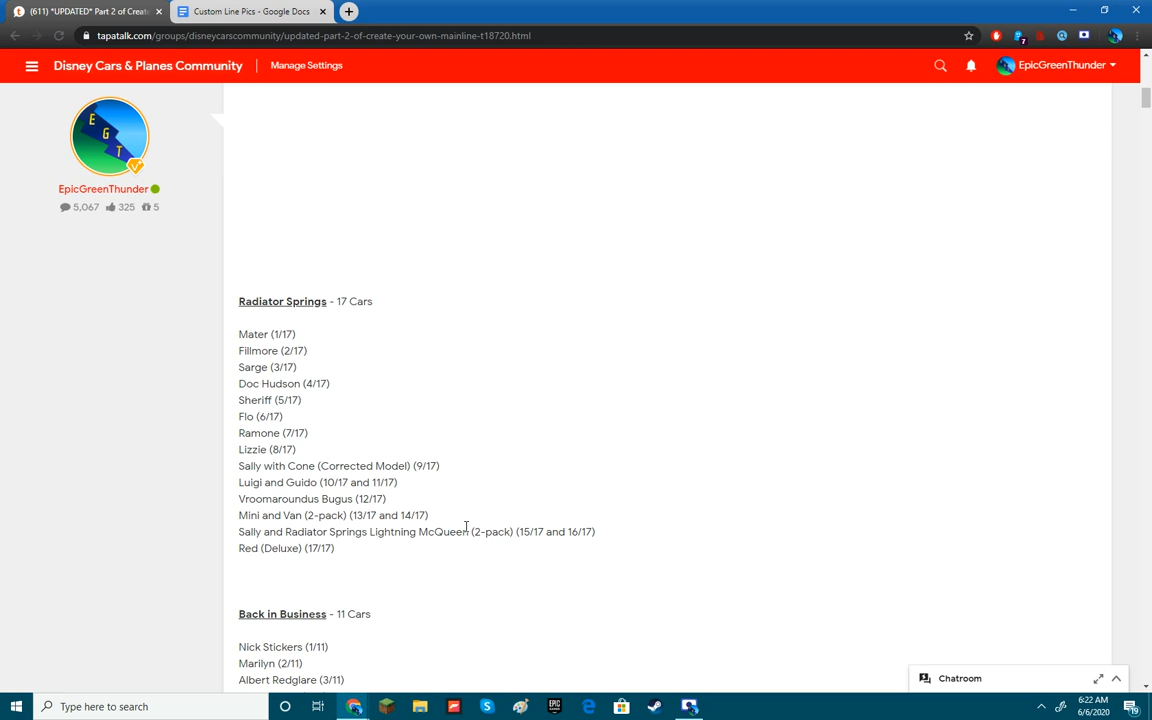 (611) *UPDATED* Part 2 of Creat
Custom Line Pics - Google Docs
tapatalk.com/groups/disneycarscommunity/updated-part-2-of-create-your-own-mainline-t18720.html
7
Disney Cars & Planes Community
Manage Settings
EpicGreenThunder
E
G
T
EpicGreenThunder
5,067 325 5
Radiator Springs - 17 Cars
Mater (1/17)
Fillmore (2/17)
Sarge (3/17)
Doc Hudson (4/17)
Sheriff (5/17)
Flo (6/17)
Ramone (7/17)
Lizzie (8/17)
Sally with Cone (Corrected Model) (9/17)
Luigi and Guido (10/17 and 11/17)
Vroomaroundus Bugus (12/17)
Mini and Van (2-pack) (13/17 and 14/17)
Sally and Radiator Springs Lightning McQueen (2-pack) (15/17 and 16/17)
Red (Deluxe) (17/17)
Back in Business - 11 Cars
Nick Stickers (1/11)
Marilyn (2/11)
Albert Redglare (3/11)
Chatroom
Type here to search
6:22 AM
6/6/2020
19